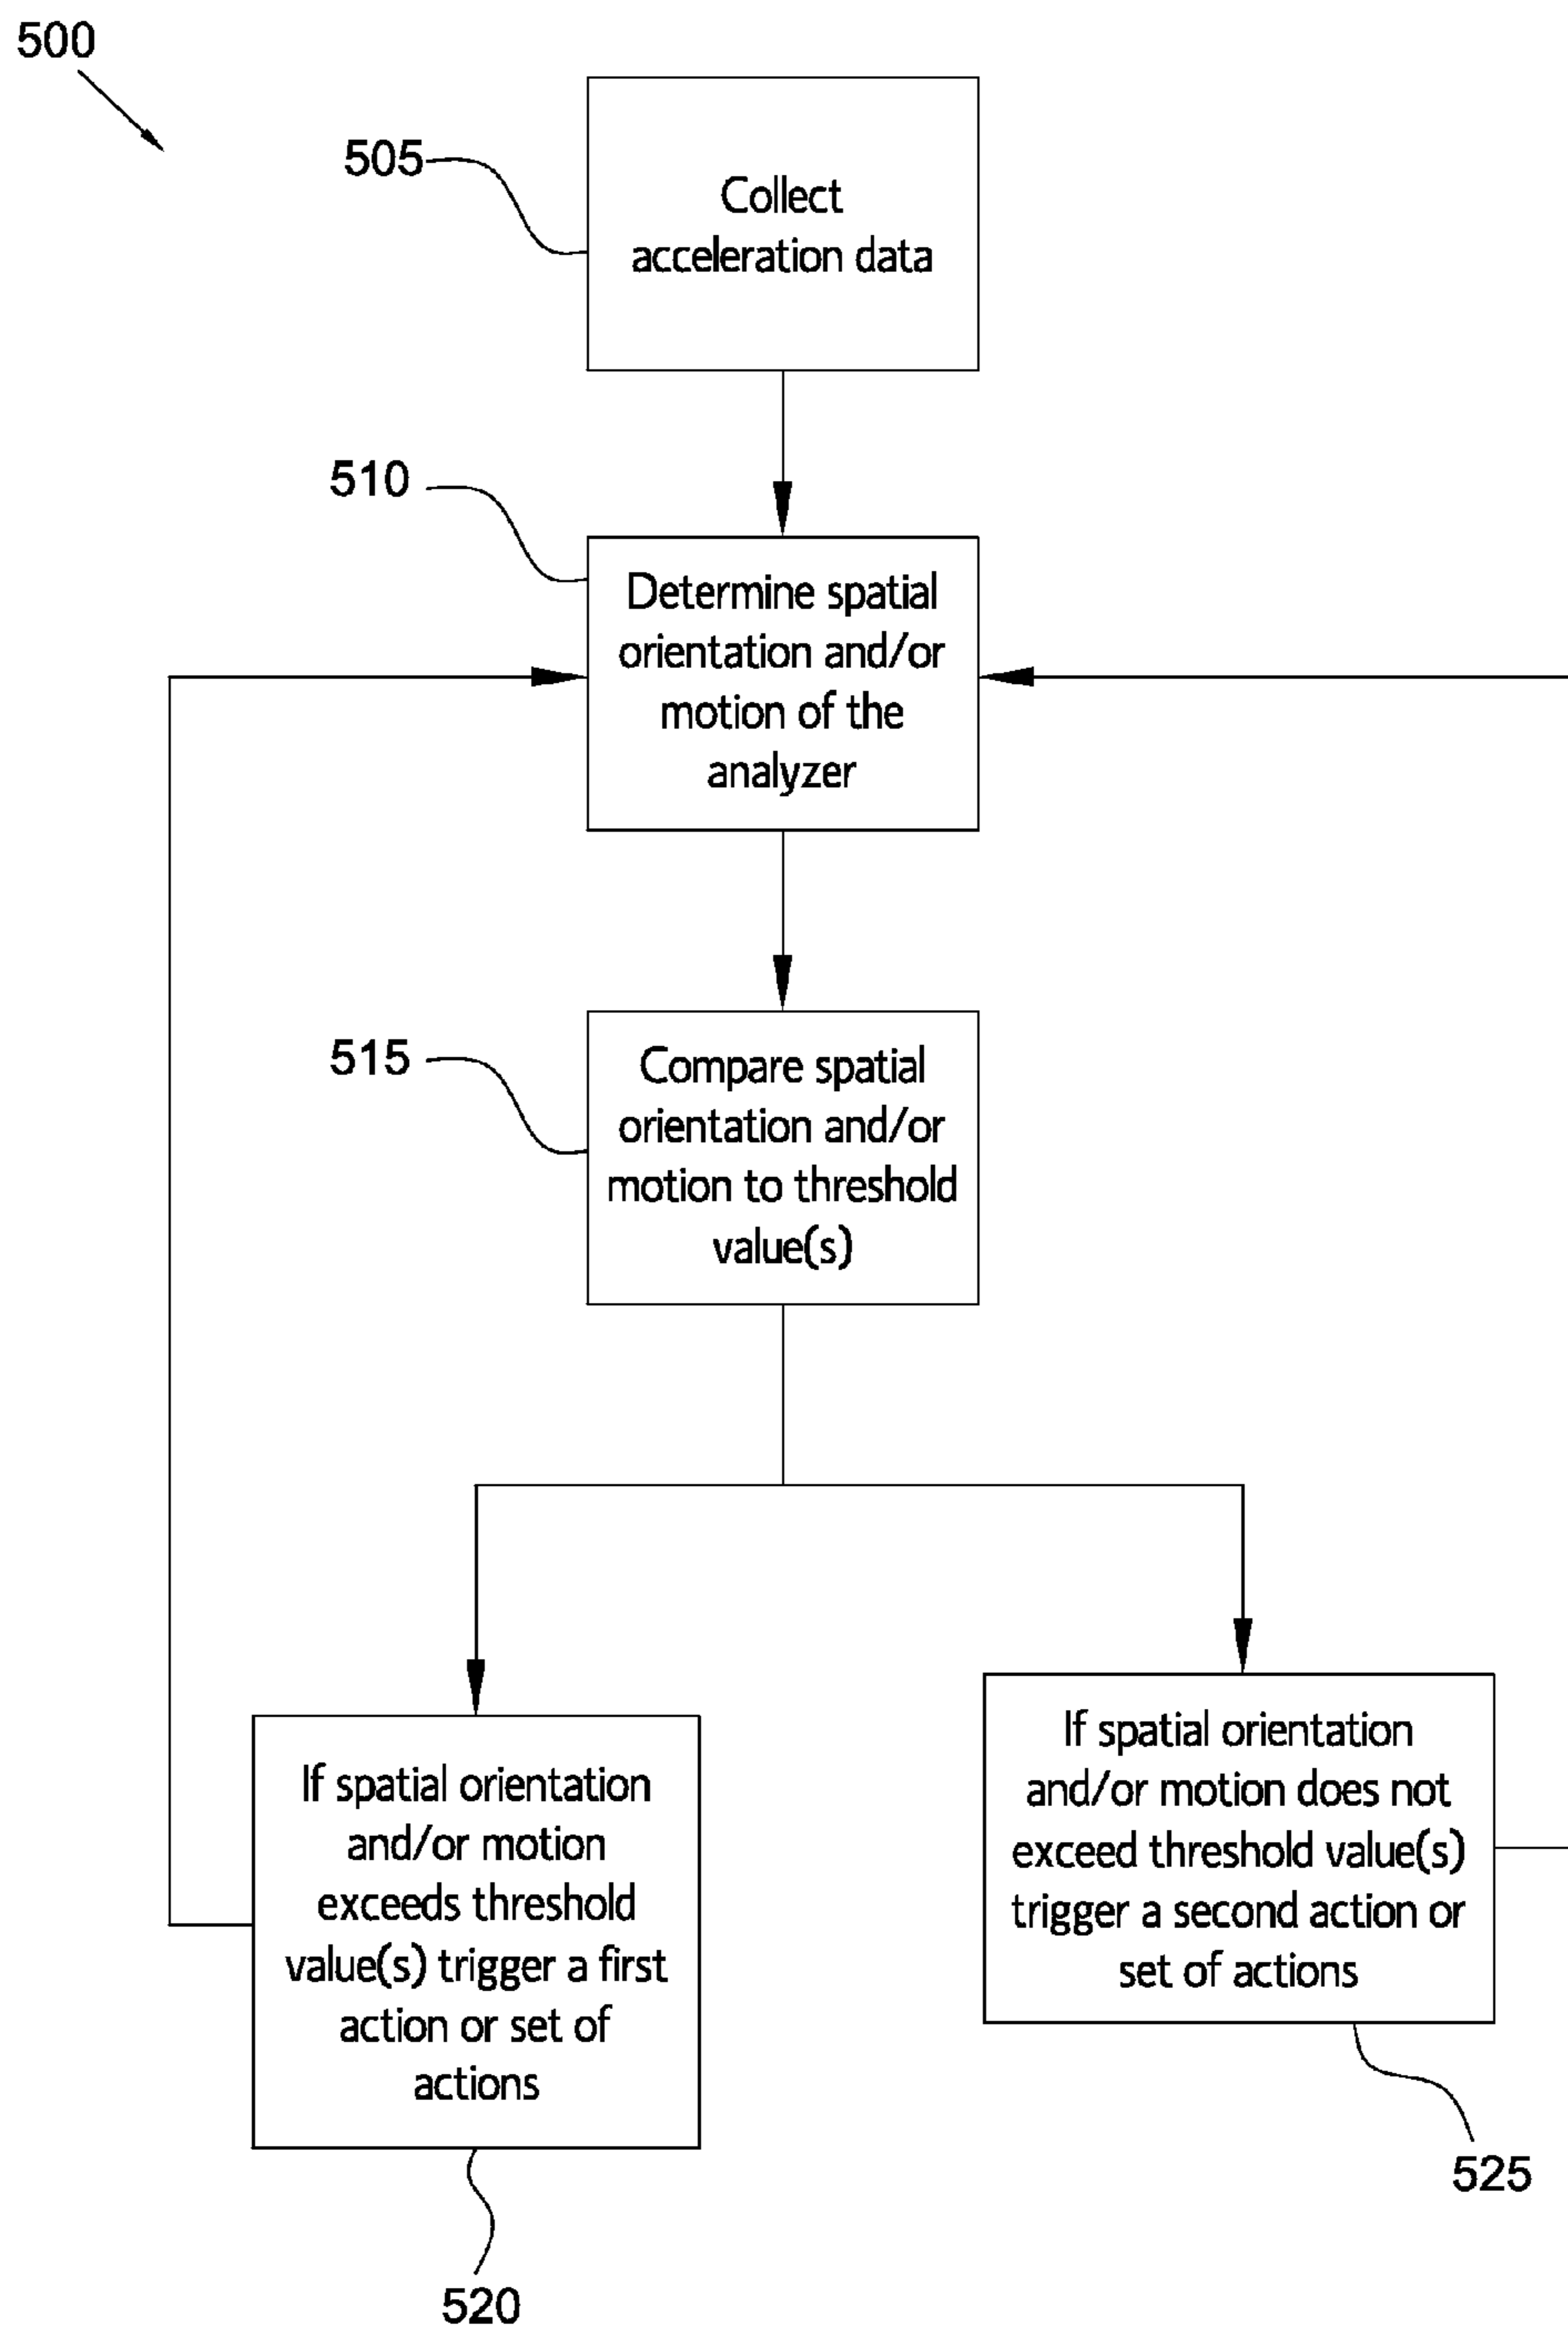 500
505
Collect
acceleration data
510
Determine spatial
orientation and/or
motion of the
analyzer
515
Compare spatial
orientation and/or
motion to threshold
value(s)
If spatial orientation
and/or motion
exceeds threshold
value(s) trigger a first
action or set of
actions
520
If spatial orientation
and/or motion does not
exceed threshold value(s)
trigger a second action or
set of actions
525